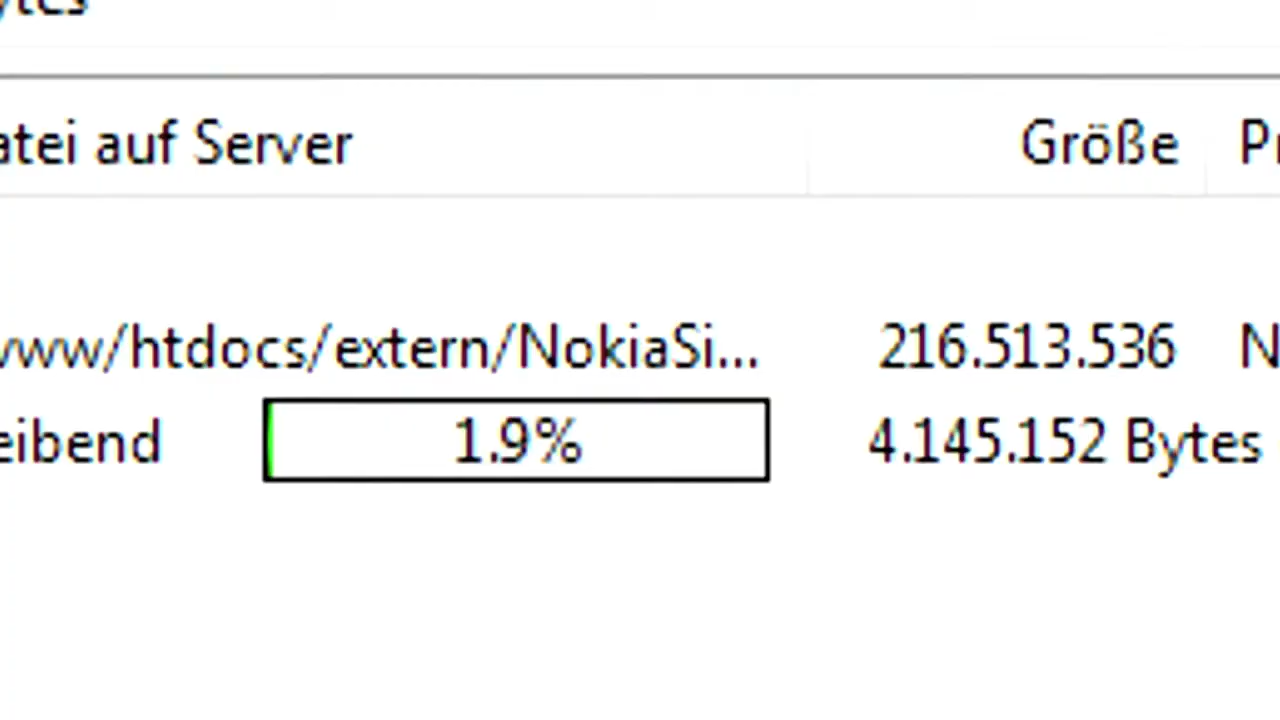 atei auf Server Größe
www/htdocs/extern/NokiaSi... 216.513.536 N
eibend 1.9% 4.145.152 Bytes